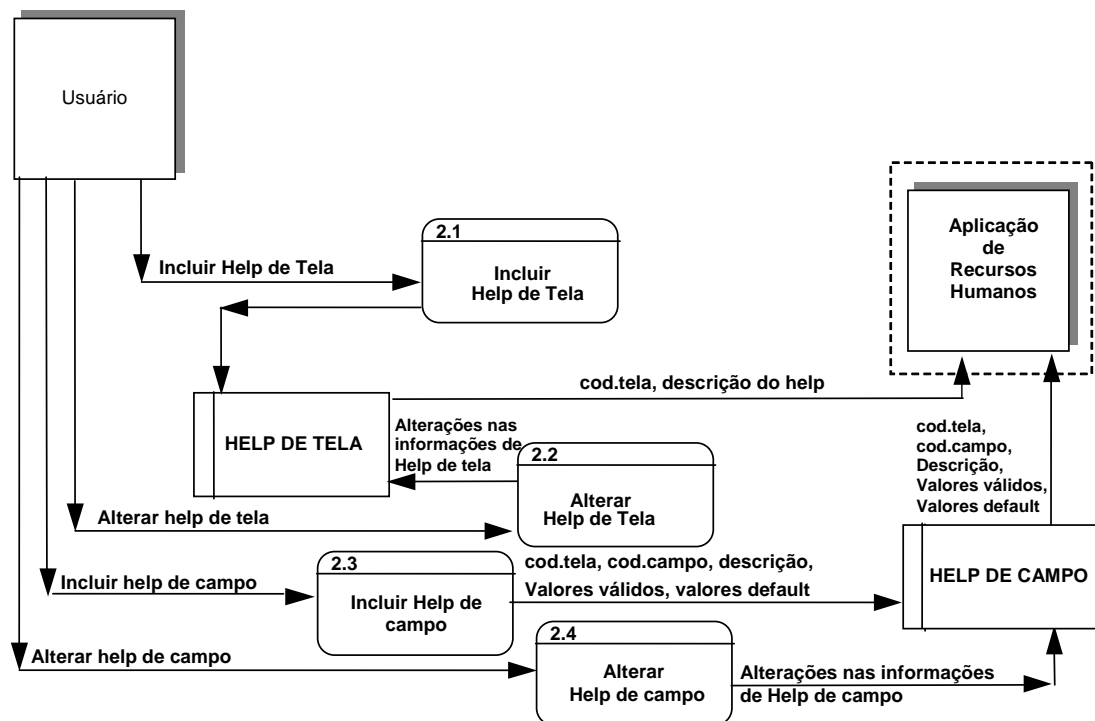 Usuário
Aplicação
de
Recursos
Humanos
2.1
Incluir
Help de Tela
Incluir Help de Tela
cod.tela, descrição do help
HELP DE TELA
Alterações nas
informações de
Help de tela
2.2
Alterar
Help de Tela
Alterar help de tela
cod.tela,
cod.campo,
Descrição,
Valores válidos,
Valores default
HELP DE CAMPO
2.3
Incluir Help de
campo
Incluir help de campo
cod.tela, cod.campo, descrição,
Valores válidos, valores default
2.4
Alterar
Help de campo
Alterar help de campo
Alterações nas informações
de Help de campo